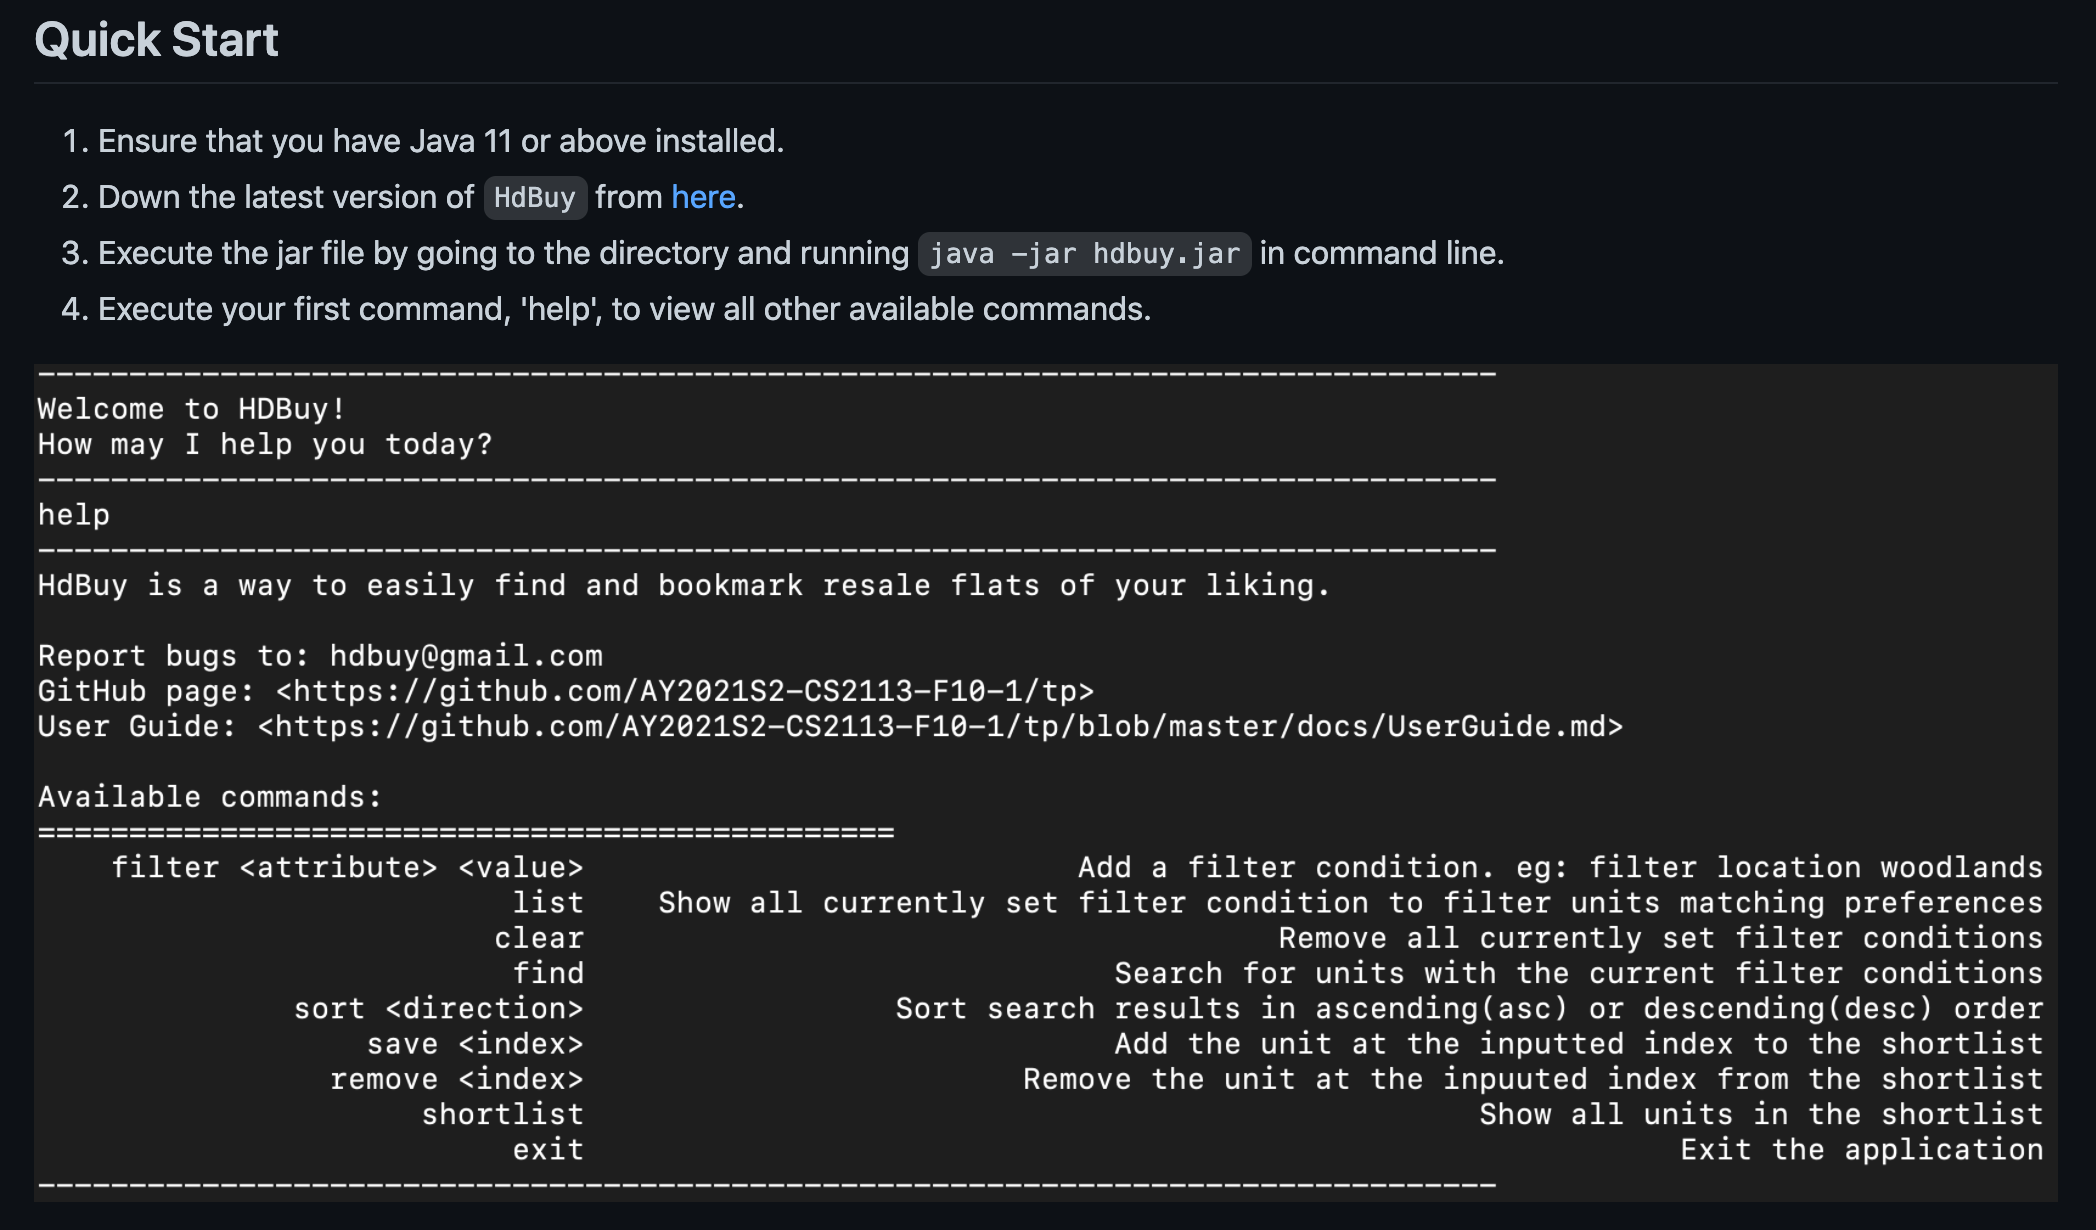 Quick Start
1. Ensure that you have Java 11 or above installed.
2. Down the latest version of HdBuy from here.
3. Execute the jar file by going to the directory and running java -jar hdbuy.jar in command line.
4. Execute your first command, 'help', to view all other available commands.
--------------------------------------------------------------------------------
Welcome to HDBuy!
How may I help you today?
--------------------------------------------------------------------------------
help
--------------------------------------------------------------------------------
HdBuy is a way to easily find and bookmark resale flats of your liking.
Report bugs to: hdbuy@gmail.com
GitHub page: <https://github.com/AY2021S2-CS2113-F10-1/tp>
User Guide: <https://github.com/AY2021S2-CS2113-F10-1/tp/blob/master/docs/UserGuide.md>
Available commands:
===============================================
filter <attribute> <value> Add a filter condition. eg: filter location woodlands
list Show all currently set filter condition to filter units matching preferences
clear Remove all currently set filter conditions
find Search for units with the current filter conditions
sort <direction> Sort search results in ascending(asc) or descending(desc) order
save <index> Add the unit at the inputted index to the shortlist
remove <index> Remove the unit at the inpuuted index from the shortlist
shortlist Show all units in the shortlist
exit Exit the application
--------------------------------------------------------------------------------